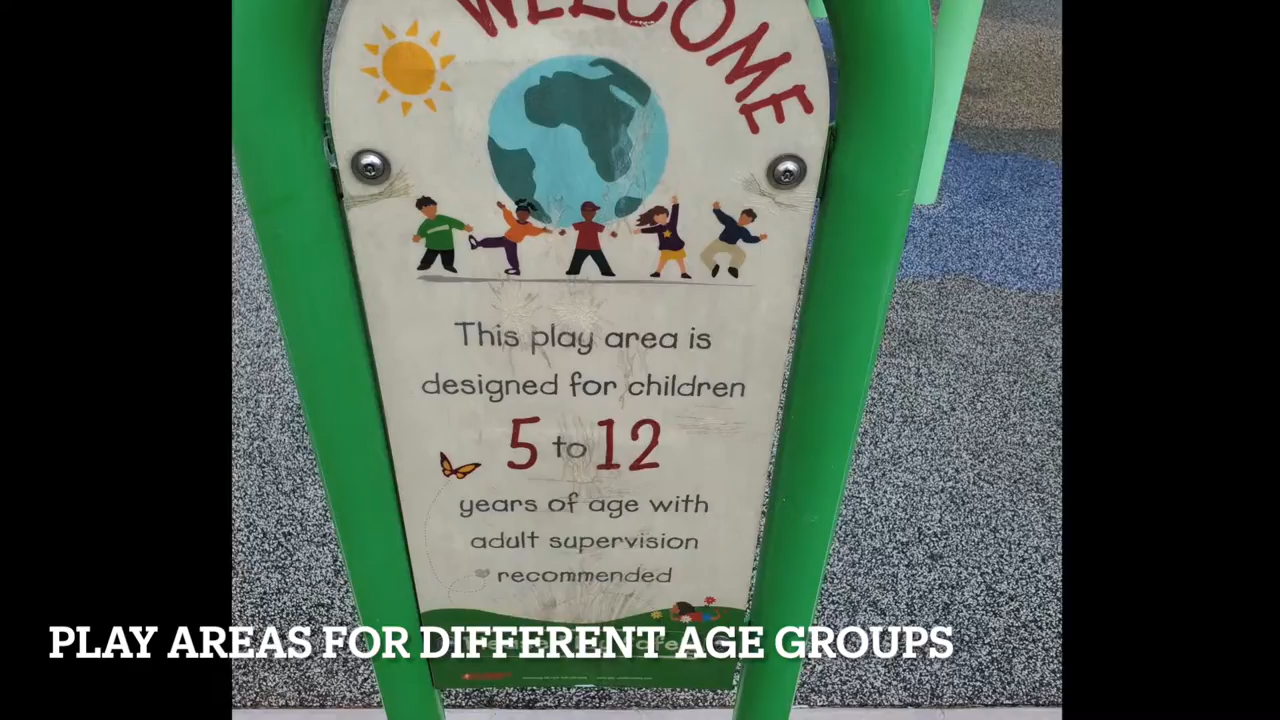 WELCOME
This play area is
designed for children
5 to 12
years of age with
adult supervision
recommended
PLAY AREAS FOR DIFFERENT AGE GROUPS